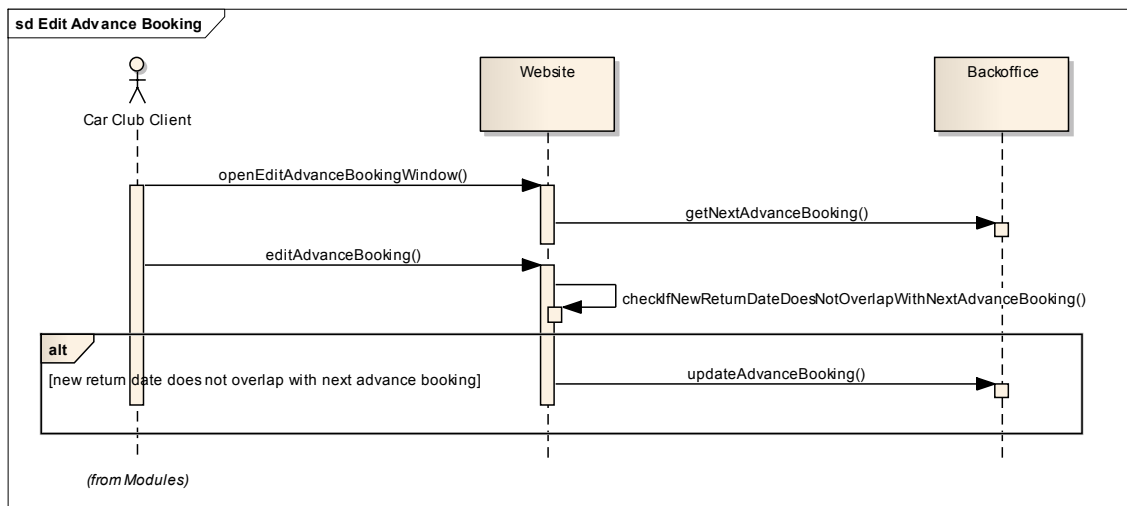 sd Edit Advance Booking
Website
Backoffice
Car Club Client
openEditAdvanceBookingWindow()
getNextAdvanceBooking()
editAdvanceBooking()
checkIfNewReturnDateDoesNotOverlapWithNextAdvanceBooking()
alt
[new return date does not overlap with next advance booking]
updateAdvanceBooking()
(from Modules)